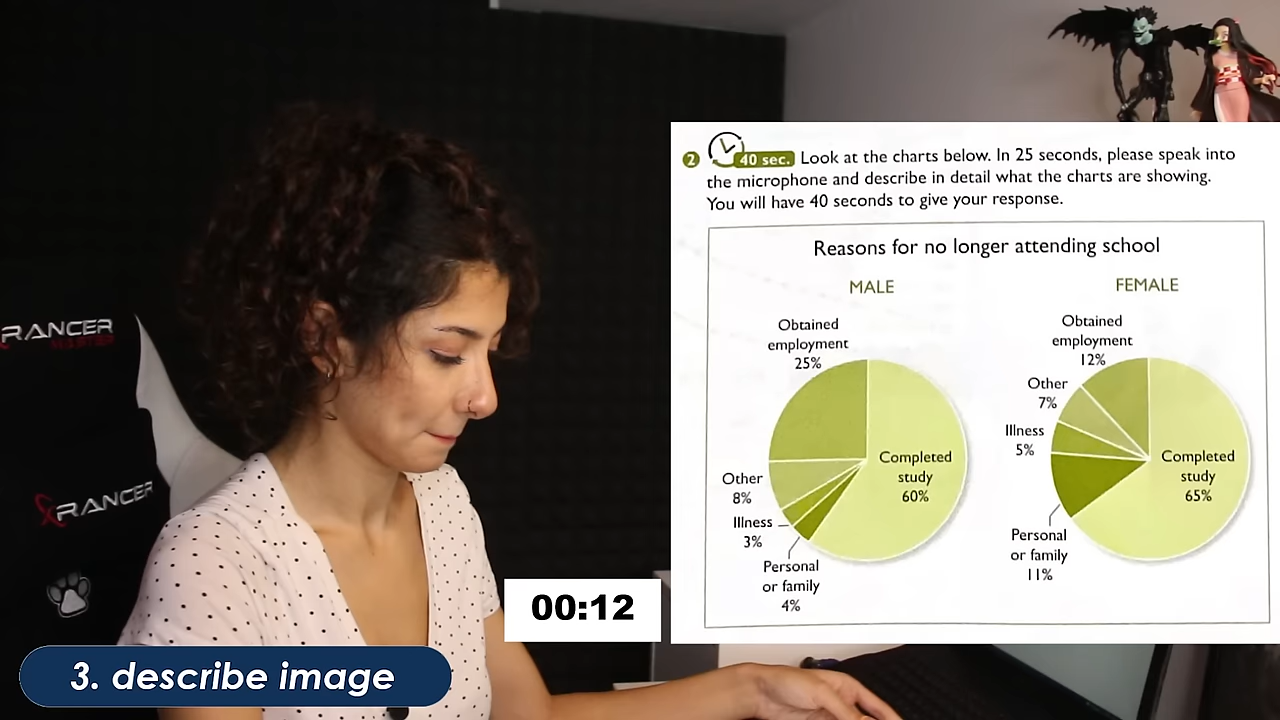 RANCER
RANCER
2 40 sec. Look at the charts below. In 25 seconds, please speak into
the microphone and describe in detail what the charts are showing.
You will have 40 seconds to give your response.
Reasons for no longer attending school
MALE
Obtained
employment
25%
Other
8%
Illness
3%
Personal
or family
4%
Completed
study
60%
FEMALE
Obtained
employment
12%
Other
7%
Illness
5%
Personal
or family
11%
Completed
study
65%
00:12
3. describe image